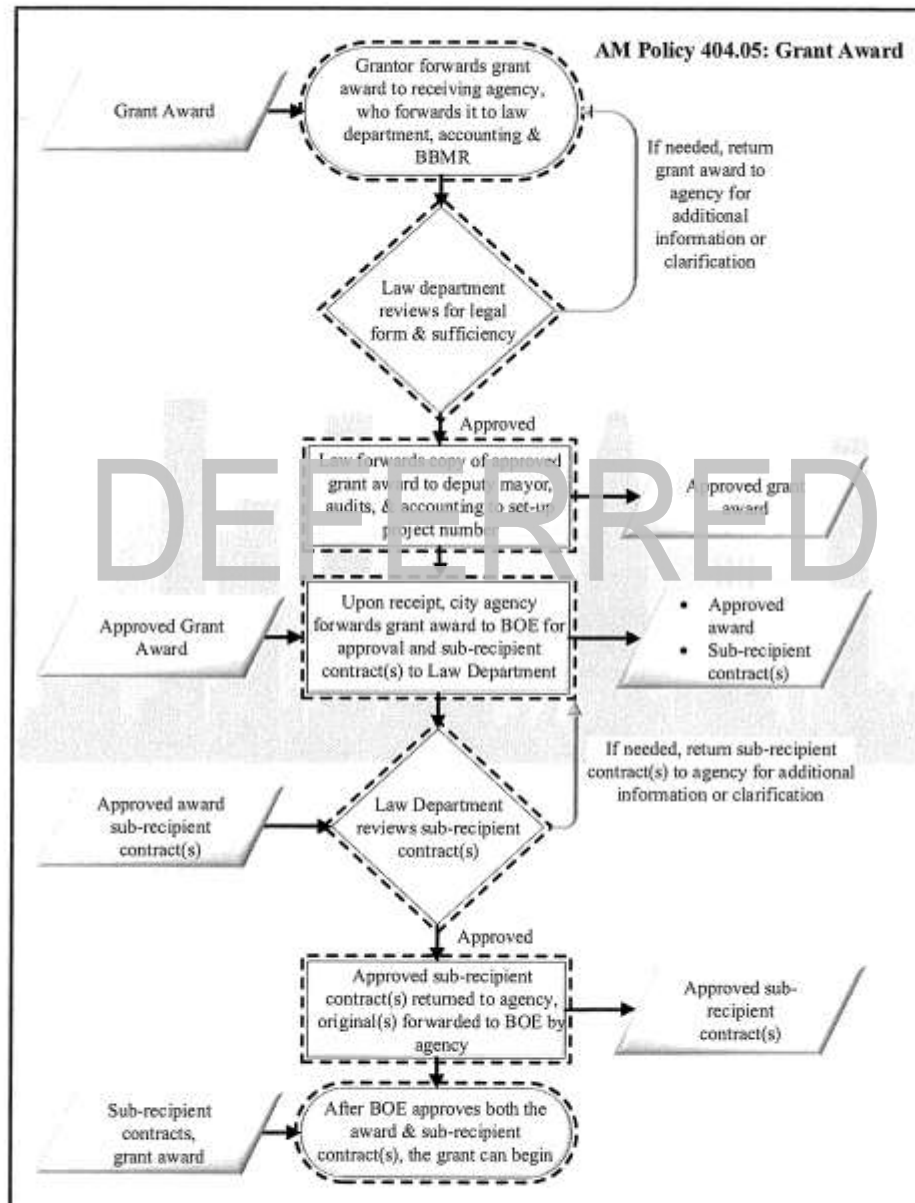 AM Policy 404.05: Grant Award
Grant Award
Grantor forwards grant
award to receiving agency,
who forwards it to law
department, accounting &
BBMR
If needed, return
grant award to
agency for
additional
information or
clarification
Law department
reviews for legal
form & sufficiency
Approved
Law forwards copy of approved
grant award to deputy mayor,
audits, & accounting to set-up
project number
Approved grant
award
DEFERRED
Approved Grant
Award
Upon receipt, city agency
forwards grant award to BOE for
approval and sub-recipient
contract(s) to Law Department
• Approved
award
• Sub-recipient
contract(s)
If needed, return sub-recipient
contract(s) to agency for additional
information or clarification
Approved award
sub-recipient
contract(s)
Law Department
reviews sub-recipient
contract(s)
Approved
Approved sub-recipient
contract(s) returned to agency,
original(s) forwarded to BOE by
agency
Approved sub-
recipient
contract(s)
Sub-recipient
contracts,
grant award
After BOE approves both the
award & sub-recipient
contract(s), the grant can begin